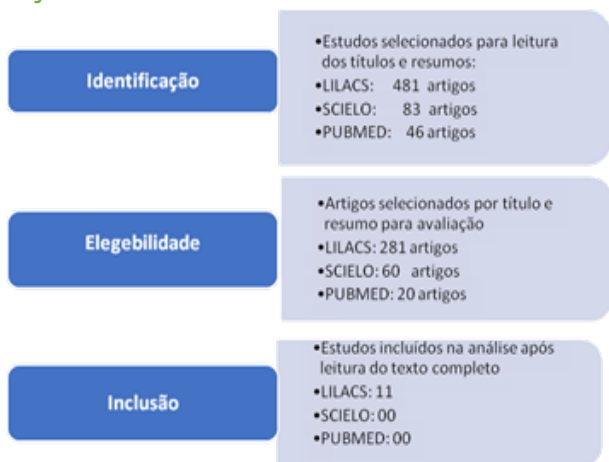 Identificação
•Estudos selecionados para leitura
dos títulos e resumos:
•LILACS: 481 artigos
•SCIELO: 83 artigos
•PUBMED: 46 artigos
Elegebilidade
•Artigos selecionados por título e
resumo para avaliação
•LILACS: 281 artigos
•SCIELO: 60 artigos
•PUBMED: 20 artigos
Inclusão
•Estudos incluídos na análise após
leitura do texto completo
•LILACS: 11
•SCIELO: 00
•PUBMED: 00